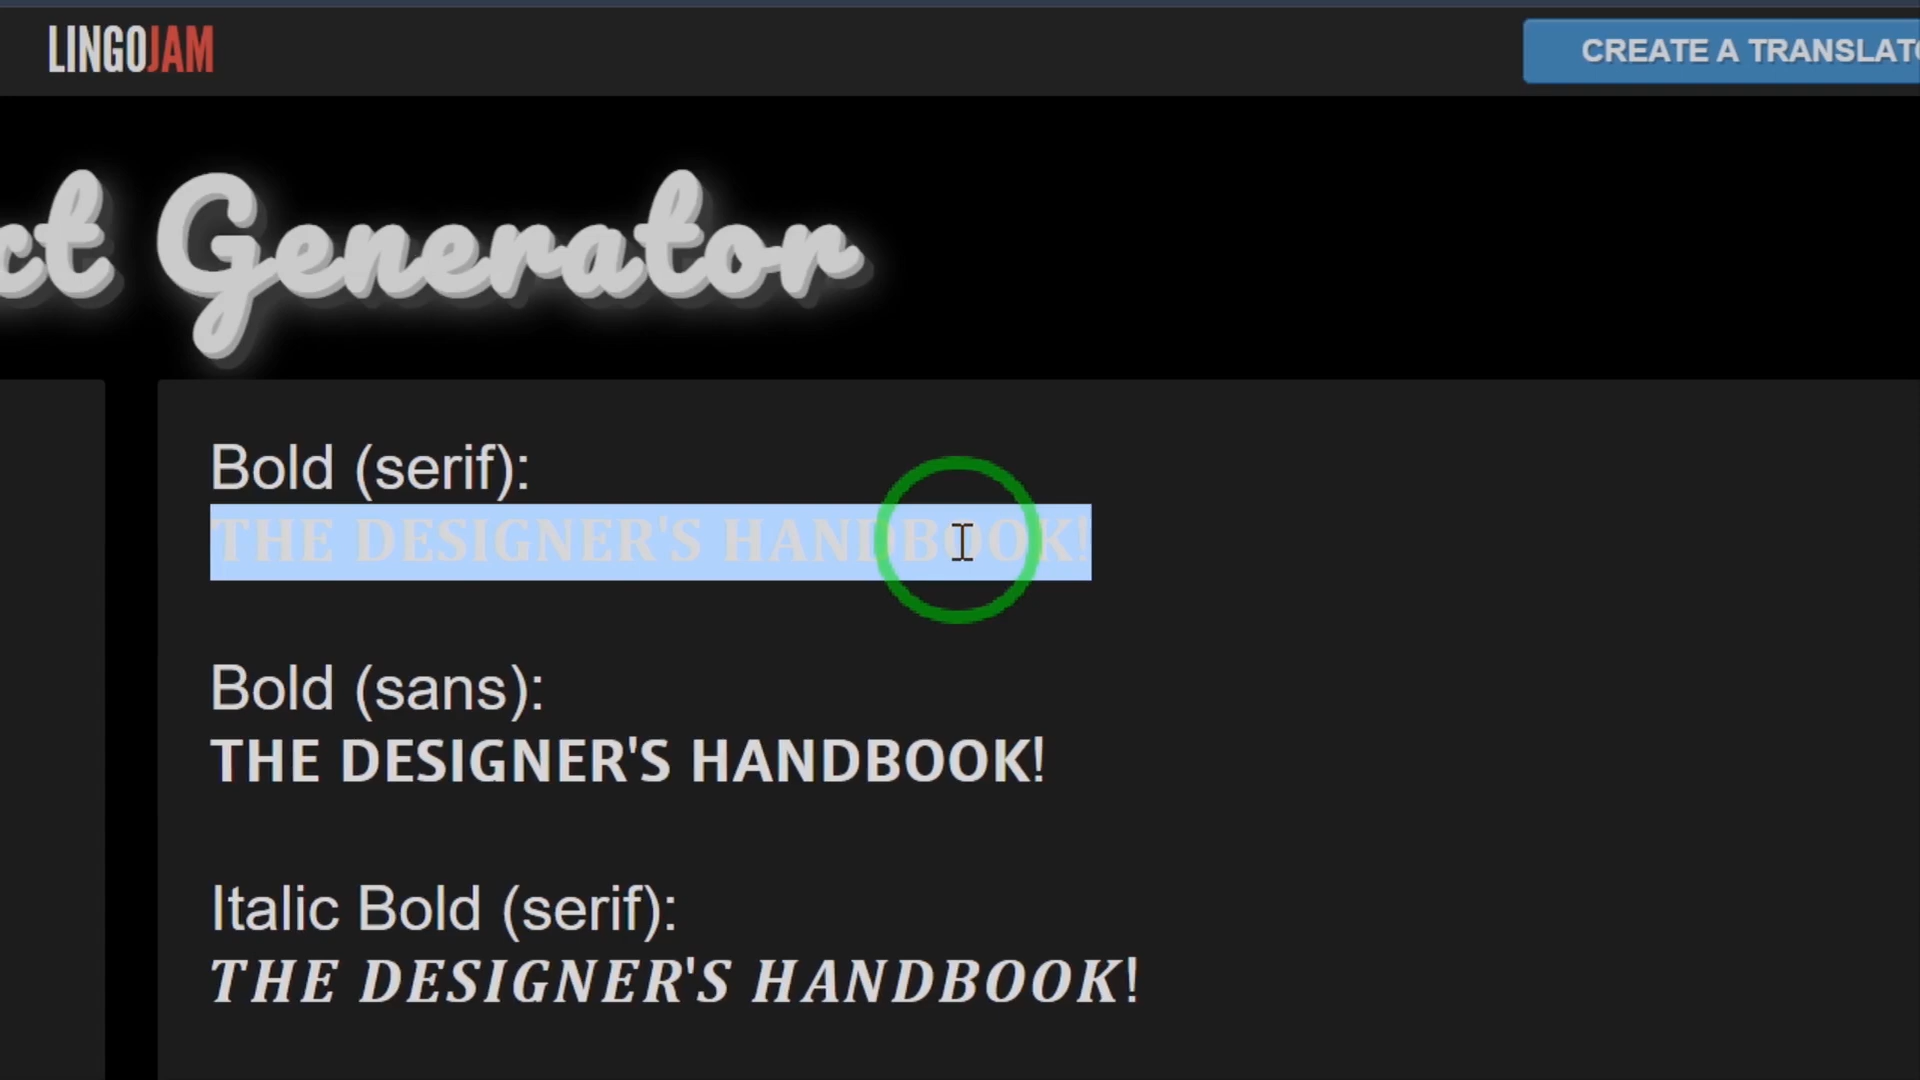 LINGOJAM
CREATE A TRANSLATO
ct Generator
Bold (serif):
THE DESIGNER'S HANDBOOK!
Bold (sans):
THE DESIGNER'S HANDBOOK!
Italic Bold (serif):
THE DESIGNER'S HANDBOOK!